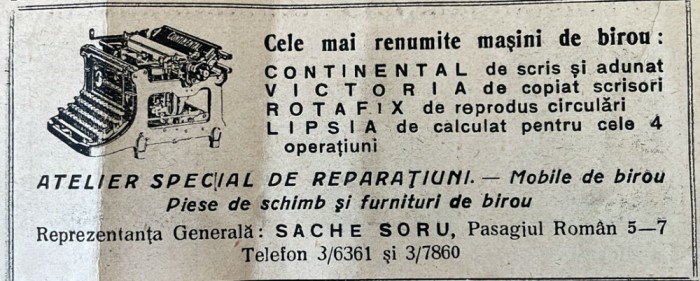 CONTINENTAL
Cele mai renumite mașini de birou:
CONTINENTAL de scris și adunat
VICTORIA de copiat scrisori
ROTAFIX de reprodus circulări
LIPSIA de calculat pentru cele 4
operațiuni
ATELIER SPECIAL DE REPARAȚIUNI. — Mobile de birou
Piese de schimb și furnituri de birou
Reprezentanța Generală: SACHE SORU, Pasagiul Român 5—7
Telefon 3/6361 și 3/7860